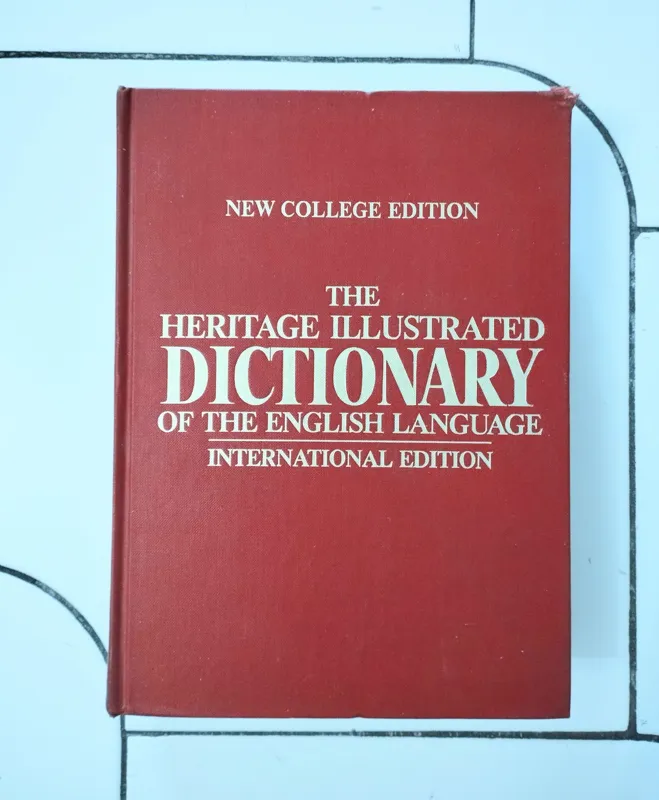 NEW COLLEGE EDITION
THE
HERITAGE ILLUSTRATED
DICTIONARY
OF THE ENGLISH LANGUAGE
INTERNATIONAL EDITION